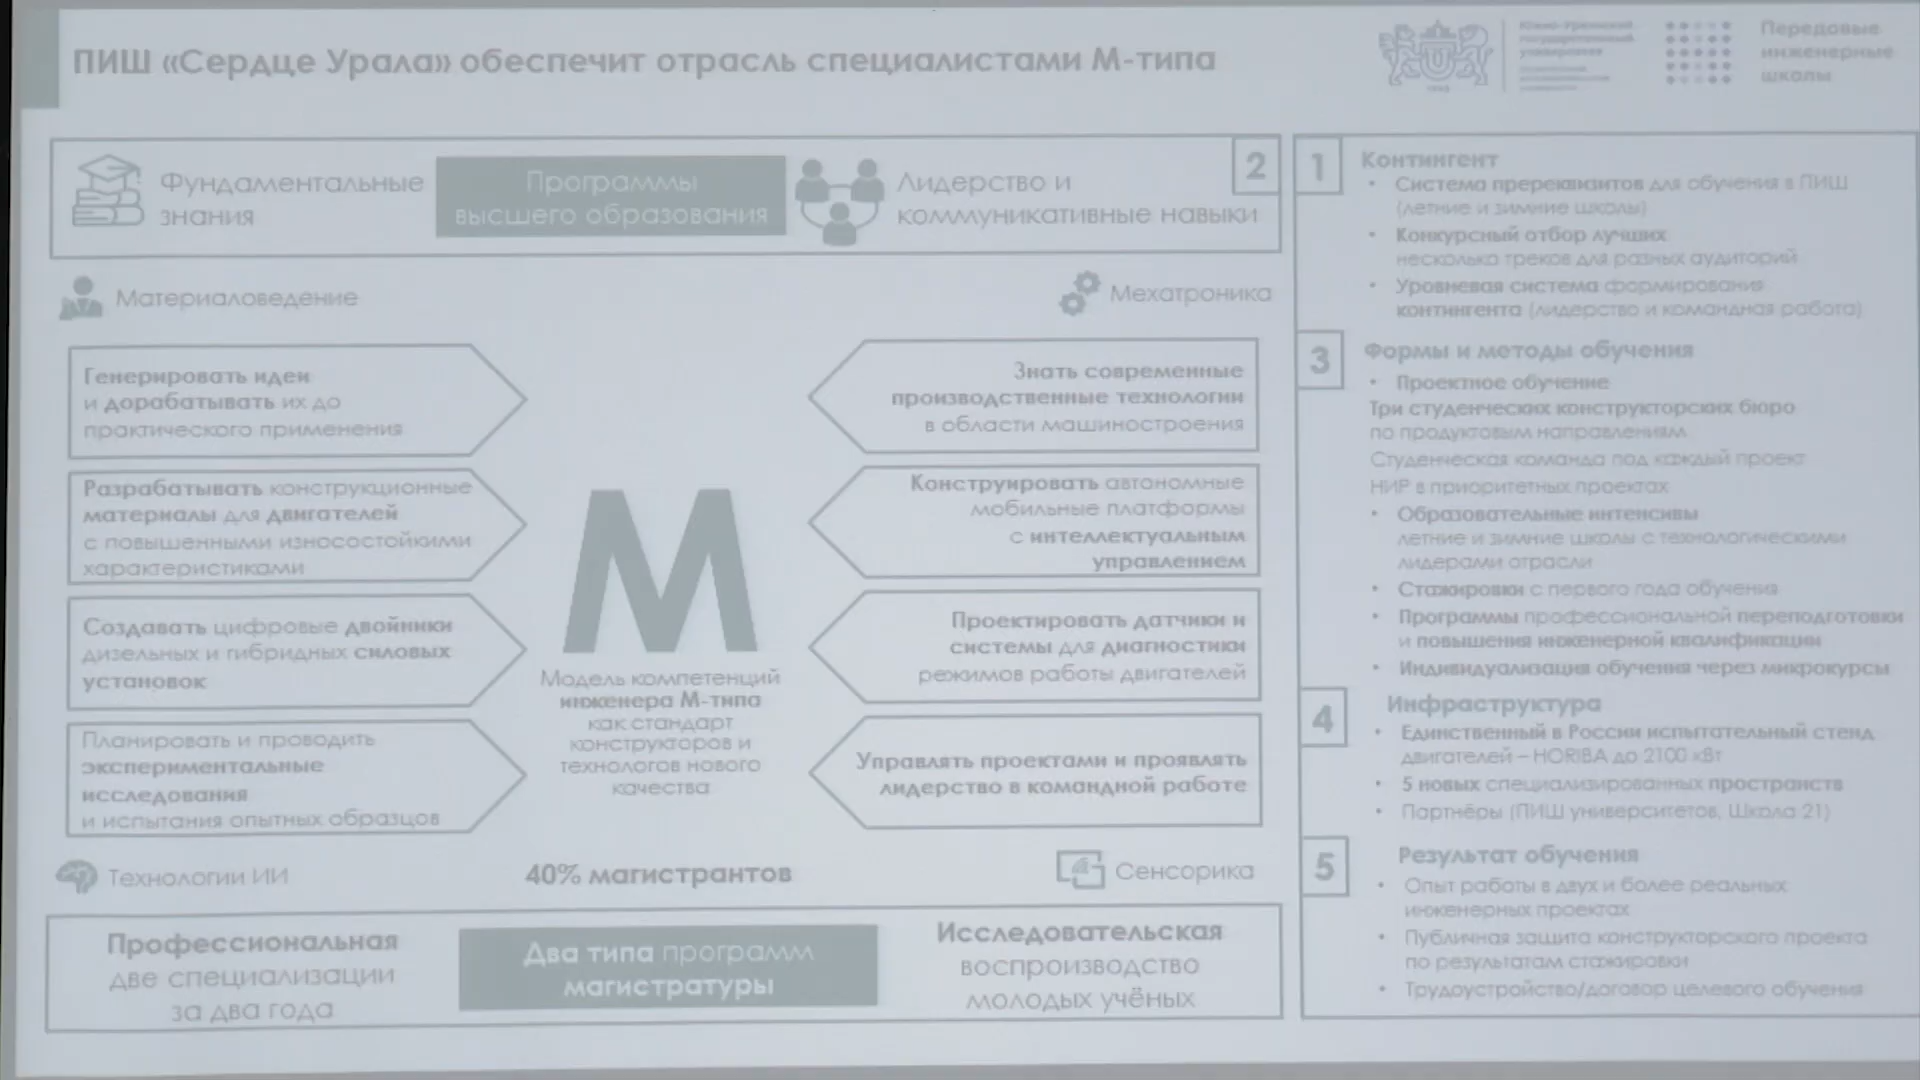 ПИШ «Сердце Урала» обеспечит отрасль специалистами М-типа
Южно-Уральский
государственный
университет
Передовые
инженерные
школы
Фундаментальные
знания
Программы
высшего образования
Лидерство и
коммуникативные навыки
2
Материаловедение
Мехатроника
Генерировать идеи
и дорабатывать их до
практического применения
Разрабатывать конструкционные
материалы для двигателей
с повышенными износостойкими
характеристиками
Создавать цифровые двойники
дизельных и гибридных силовых
установок
Планировать и проводить
экспериментальные
исследования
и испытания опытных образцов
М
Модель компетенций
инженера М-типа
как стандарт
конструкторов и
технологов нового
качества
Знать современные
производственные технологии
в области машиностроения
Конструировать автономные
мобильные платформы
с интеллектуальным
управлением
Проектировать датчики и
системы для диагностики
режимов работы двигателей
Управлять проектами и проявлять
лидерство в командной работе
Технологии ИИ
40% магистрантов
Сенсорика
Профессиональная
две специализации
за два года
Два типа программ
магистратуры
Исследовательская
воспроизводство
молодых учёных
1
Контингент
• Система пререквизитов для обучения в ПИШ
(летние и зимние школы)
• Конкурсный отбор лучших
несколько треков для разных аудиторий
• Уровневая система формирования
контингента (лидерство и командная работа)
3
Формы и методы обучения
• Проектное обучение
Три студенческих конструкторских бюро
по продуктовым направлениям
Студенческая команда под каждый проект
НИР в приоритетных проектах
• Образовательные интенсивы
летние и зимние школы с технологическими
лидерами отрасли
• Стажировки с первого года обучения
• Программы профессиональной переподготовки
и повышения инженерной квалификации
• Индивидуализация обучения через микрокурсы
4
Инфраструктура
• Единственный в России испытательный стенд
двигателей – HORIBA до 2100 кВт
• 5 новых специализированных пространств
• Партнёры (ПИШ университетов, Школа 21)
5
Результат обучения
• Опыт работы в двух и более реальных
инженерных проектах
• Публичная защита конструкторского проекта
по результатам стажировки
• Трудоустройство/договор целевого обучения